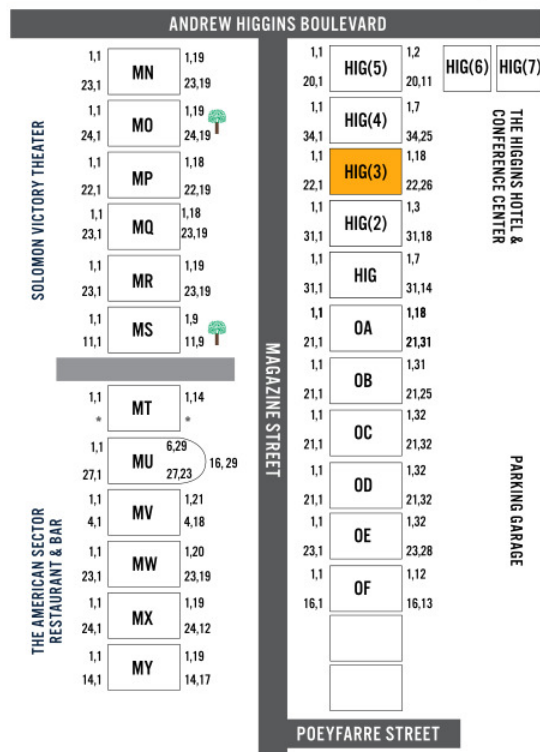 ANDREW HIGGINS BOULEVARD
1,1 MN 1,19
23,1 23,19
1,1 MO 1,19
24,1 24,19
1,1 MP 1,18
22,1 22,19
1,1 MQ 1,18
23,1 23,19
1,1 MR 1,19
23,1 23,19
1,1 MS 1,9
11,1 11,9
SOLOMON VICTORY THEATER
1,1 MT 1,14
* *
1,1 MU 6,29
16,29
27,1 27,23
1,1 MV 1,21
4,1 4,18
1,1 MW 1,20
23,1 23,19
1,1 MX 1,19
24,1 24,12
1,1 MY 1,19
14,1 14,17
THE AMERICAN SECTOR
RESTAURANT & BAR
MAGAZINE STREET
1,1 HIG(5) 1,2
20,1 20,11
HIG(6) HIG(7)
1,1 HIG(4) 1,7
34,1 34,25
1,1 HIG(3) 1,18
22,1 22,26
1,1 HIG(2) 1,3
31,1 31,18
1,1 HIG 1,7
31,1 31,14
1,1 OA 1,18
21,1 21,31
1,1 OB 1,31
21,1 21,25
1,1 OC 1,32
21,1 21,32
1,1 OD 1,32
21,1 21,32
1,1 OE 1,32
23,1 23,28
1,1 OF 1,12
16,1 16,13
THE HIGGINS HOTEL &
CONFERENCE CENTER
PARKING GARAGE
POEYFARRE STREET